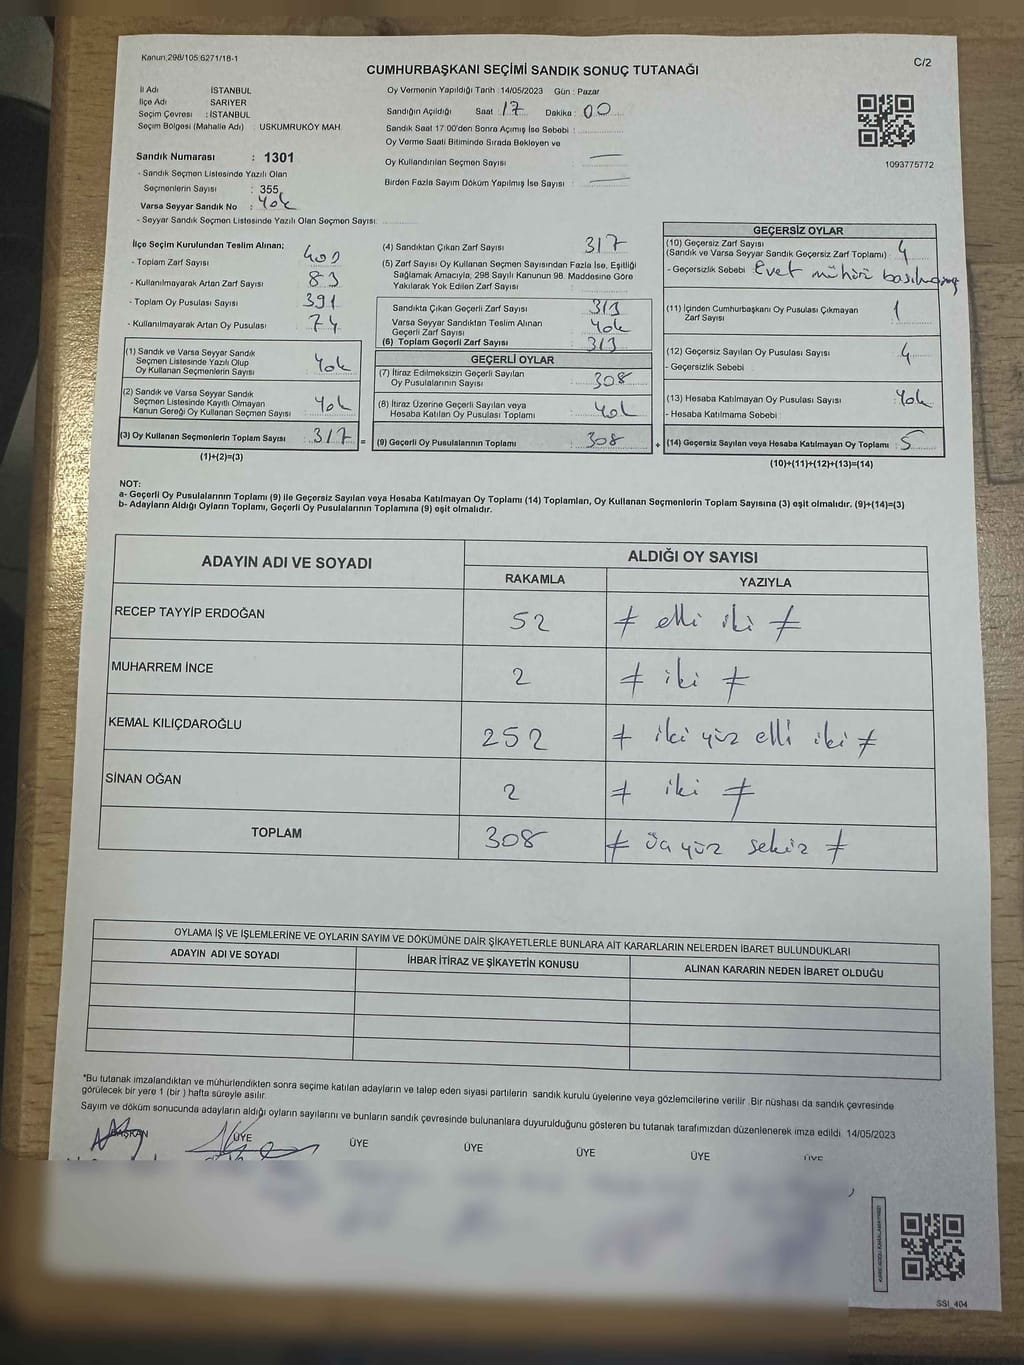 Kanun,298/105,6271/18-1
C/2
CUMHURBAŞKANI SEÇİMİ SANDIK SONUÇ TUTANAĞI
İl Adı İSTANBUL
İlçe Adı SARIYER
Seçim Çevresi : İSTANBUL
Seçim Bölgesi (Mahalle Adı) : USKUMRUKÖY MAH.
Sandık Numarası : 1301
- Sandık Seçmen Listesinde Yazılı Olan
Seçmenlerin Sayısı : 355
Varsa Seyyar Sandık No : Yok
- Seyyar Sandık Seçmen Listesinde Yazılı Olan Seçmen Sayısı:
Oy Vermenin Yapıldığı Tarih : 14/05/2023 Gün : Pazar
Sandığın Açıldığı Saat : 17 Dakika : 00
Sandık Saat 17:00'den Sonra Açılmış İse Sebebi :
Oy Verme Saati Bitiminde Sırada Bekleyen ve
Oy Kullandırılan Seçmen Sayısı :
Birden Fazla Sayım Döküm Yapılmış İse Sayısı :
1093775772
İlçe Seçim Kurulundan Teslim Alınan;
- Toplam Zarf Sayısı : 400
- Kullanılmayarak Artan Zarf Sayısı : 83
- Toplam Oy Pusulası Sayısı : 391
- Kullanılmayarak Artan Oy Pusulası : 74
(1) Sandık ve Varsa Seyyar Sandık
Seçmen Listesinde Yazılı Olup
Oy Kullanan Seçmenlerin Sayısı : Yok
(2) Sandık ve Varsa Seyyar Sandık
Seçmen Listesinde Kayıtlı Olmayan
Kanun Gereği Oy Kullanan Seçmen Sayısı : Yok
(3) Oy Kullanan Seçmenlerin Toplam Sayısı : 317 =
(1)+(2)=(3)
(4) Sandıktan Çıkan Zarf Sayısı : 317
(5) Zarf Sayısı Oy Kullanan Seçmen Sayısından Fazla İse, Eşitliği
Sağlamak Amacıyla, 298 Sayılı Kanunun 98. Maddesine Göre
Yakılarak Yok Edilen Zarf Sayısı :
Sandıkta Çıkan Geçerli Zarf Sayısı : 313
Varsa Seyyar Sandıktan Teslim Alınan
Geçerli Zarf Sayısı : Yok
(6) Toplam Geçerli Zarf Sayısı : 313
GEÇERLİ OYLAR
(7) İtiraz Edilmeksizin Geçerli Sayılan
Oy Pusulalarının Sayısı : 308
(8) İtiraz Üzerine Geçerli Sayılan veya
Hesaba Katılan Oy Pusulası Toplamı : Yok
(9) Geçerli Oy Pusulalarının Toplamı : 308 +
GEÇERSİZ OYLAR
(10) Geçersiz Zarf Sayısı
(Sandık ve Varsa Seyyar Sandık Geçersiz Zarf Toplamı) : 4
- Geçersizlik Sebebi : Evet mühürü basılmamış
(11) İçinden Cumhurbaşkanı Oy Pusulası Çıkmayan
Zarf Sayısı : 1
(12) Geçersiz Sayılan Oy Pusulası Sayısı : 4
- Geçersizlik Sebebi :
(13) Hesaba Katılmayan Oy Pusulası Sayısı : Yok
- Hesaba Katılmama Sebebi :
(14) Geçersiz Sayılan veya Hesaba Katılmayan Oy Toplamı : 5
(10)+(11)+(12)+(13)=(14)
NOT:
a- Geçerli Oy Pusulalarının Toplamı (9) ile Geçersiz Sayılan veya Hesaba Katılmayan Oy Toplamı (14) Toplamları, Oy Kullanan Seçmenlerin Toplam Sayısına (3) eşit olmalıdır. (9)+(14)=(3)
b- Adayların Aldığı Oyların Toplamı, Geçerli Oy Pusulalarının Toplamına (9) eşit olmalıdır.
ADAYIN ADI VE SOYADI ALDIĞI OY SAYISI
RAKAMLA YAZIYLA
RECEP TAYYİP ERDOĞAN 52 ≠ elli iki ≠
MUHARREM İNCE 2 ≠ iki ≠
KEMAL KILIÇDAROĞLU 252 ≠ iki yüz elli iki ≠
SİNAN OĞAN 2 ≠ iki ≠
TOPLAM 308 ≠ üç yüz sekiz ≠
OYLAMA İŞ VE İŞLEMLERİNE VE OYLARIN SAYIM VE DÖKÜMÜNE DAİR ŞİKAYETLERLE BUNLARA AİT KARARLARIN NELERDEN İBARET BULUNDUKLARI
ADAYIN ADI VE SOYADI İHBAR İTİRAZ VE ŞİKAYETİN KONUSU ALINAN KARARIN NEDEN İBARET OLDUĞU
*Bu tutanak imzalandıktan ve mühürlendikten sonra seçime katılan adayların ve talep eden siyasi partilerin sandık kurulu üyelerine veya gözlemcilerine verilir. Bir nüshası da sandık çevresinde
görülecek bir yere 1 (bir ) hafta süreyle asılır.
Sayım ve döküm sonucunda adayların aldığı oyların sayılarını ve bunların sandık çevresinde bulunanlara duyurulduğunu gösteren bu tutanak tarafımızdan düzenlenerek imza edildi. 14/05/2023
BAŞKAN ÜYE ÜYE ÜYE ÜYE ÜYE ÜYE
SSI_404